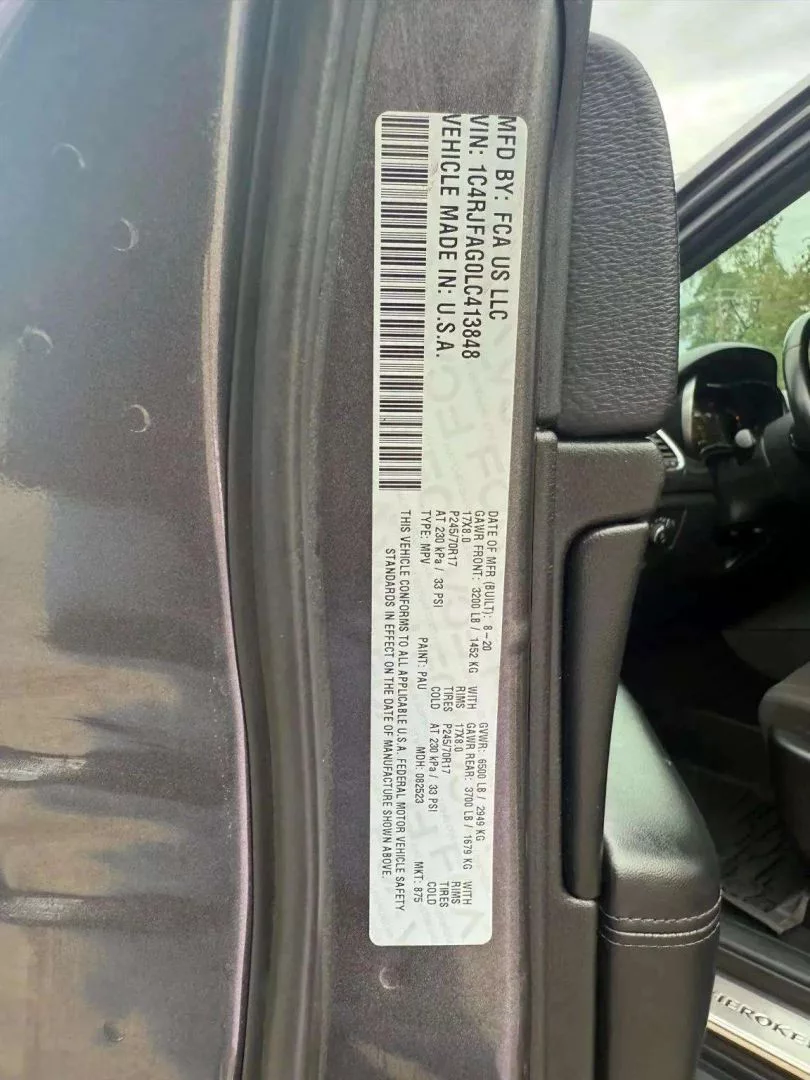 MFD BY: FCA US LLC
VIN: 1C4RJFAG0LC413848
VEHICLE MADE IN: U.S.A.
DATE OF MFR (BUILT): 8-20 GVWR: 6500 LB / 2949 KG
GAWR FRONT: 3200 LB / 1452 KG WITH GAWR REAR: 3700 LB / 1679 KG WITH
17X8.0 RIMS 17X8.0 RIMS
P245/70R17 TIRES P245/70R17 TIRES
AT 230 kPa / 33 PSI COLD AT 230 kPa / 33 PSI COLD
TYPE: MPV PAINT: PAU MDH: 082523 MKT: 875
THIS VEHICLE CONFORMS TO ALL APPLICABLE U.S.A. FEDERAL MOTOR VEHICLE SAFETY
STANDARDS IN EFFECT ON THE DATE OF MANUFACTURE SHOWN ABOVE.